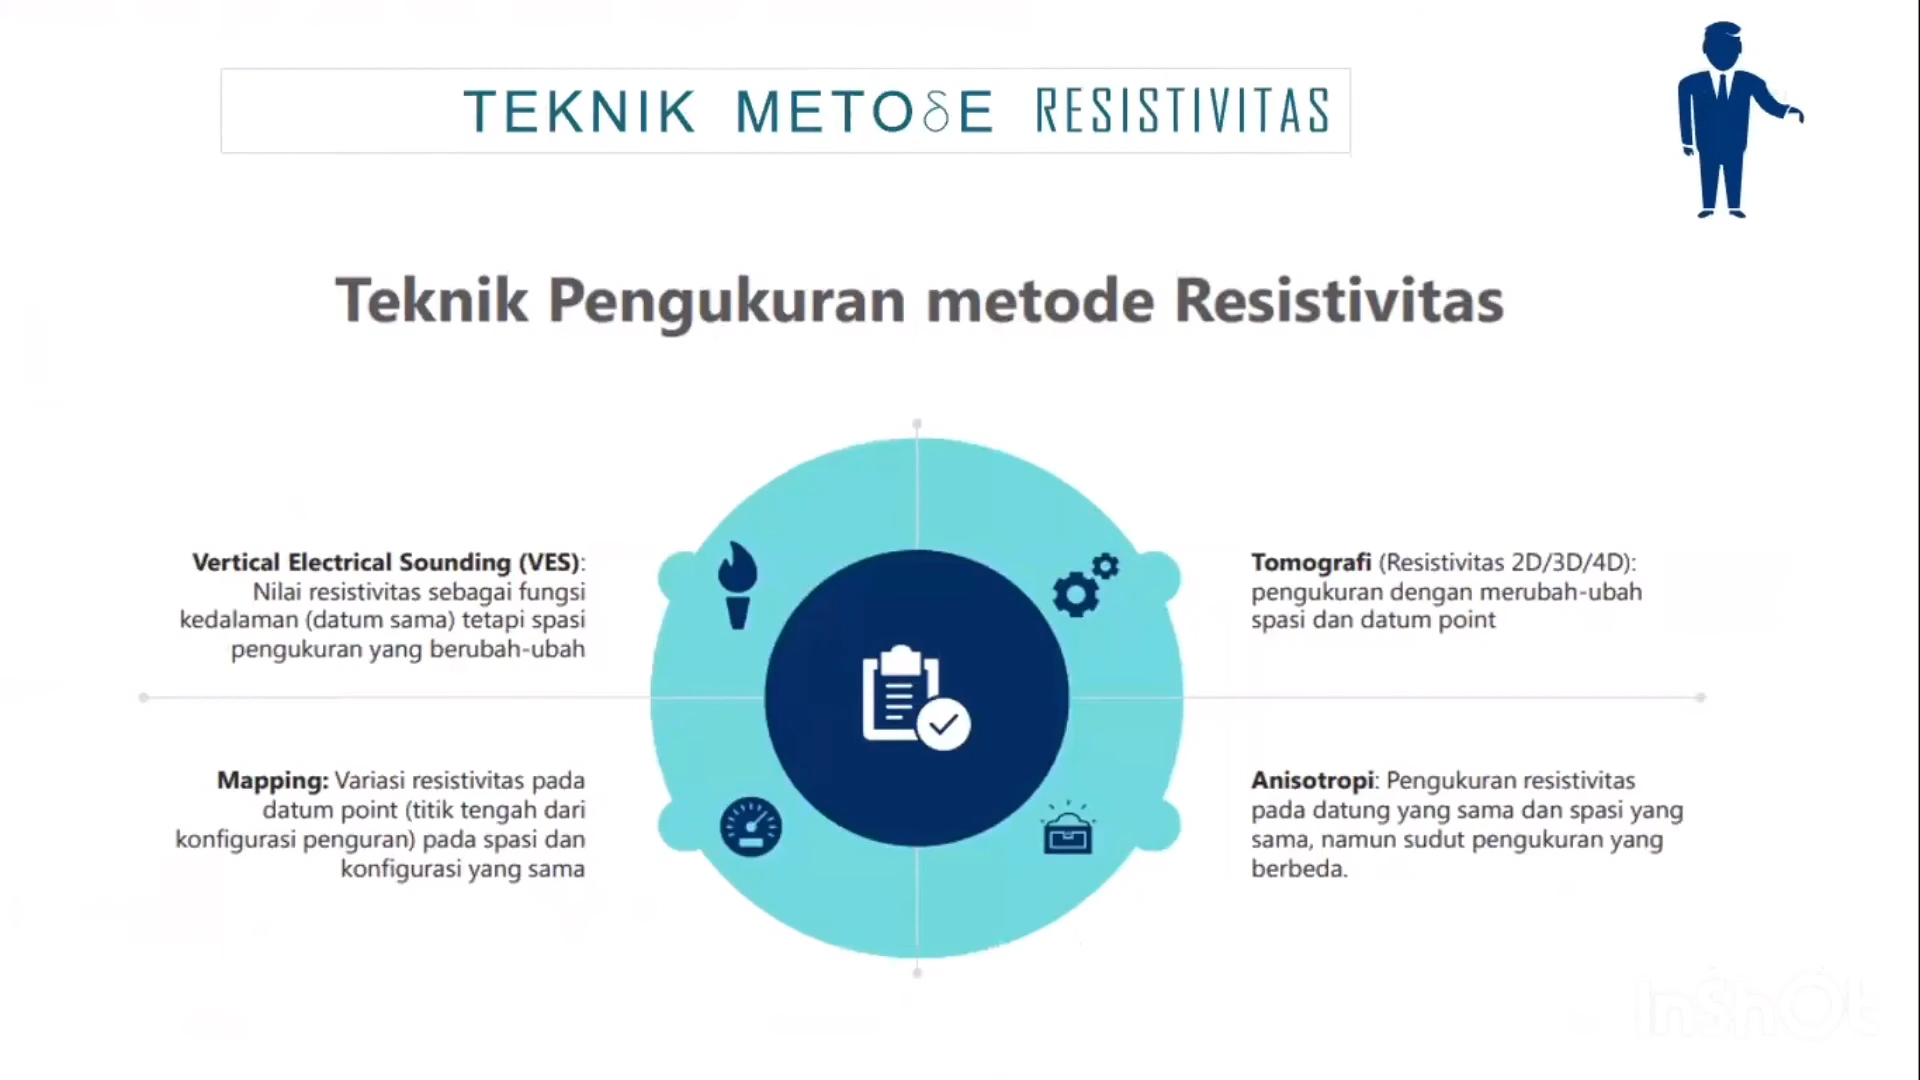 TEKNIK METOδE RESISTIVITAS
Teknik Pengukuran metode Resistivitas
Vertical Electrical Sounding (VES):
Nilai resistivitas sebagai fungsi
kedalaman (datum sama) tetapi spasi
pengukuran yang berubah-ubah
Tomografi (Resistivitas 2D/3D/4D):
pengukuran dengan merubah-ubah
spasi dan datum point
Mapping: Variasi resistivitas pada
datum point (titik tengah dari
konfigurasi penguran) pada spasi dan
konfigurasi yang sama
Anisotropi: Pengukuran resistivitas
pada datung yang sama dan spasi yang
sama, namun sudut pengukuran yang
berbeda.
InShOt